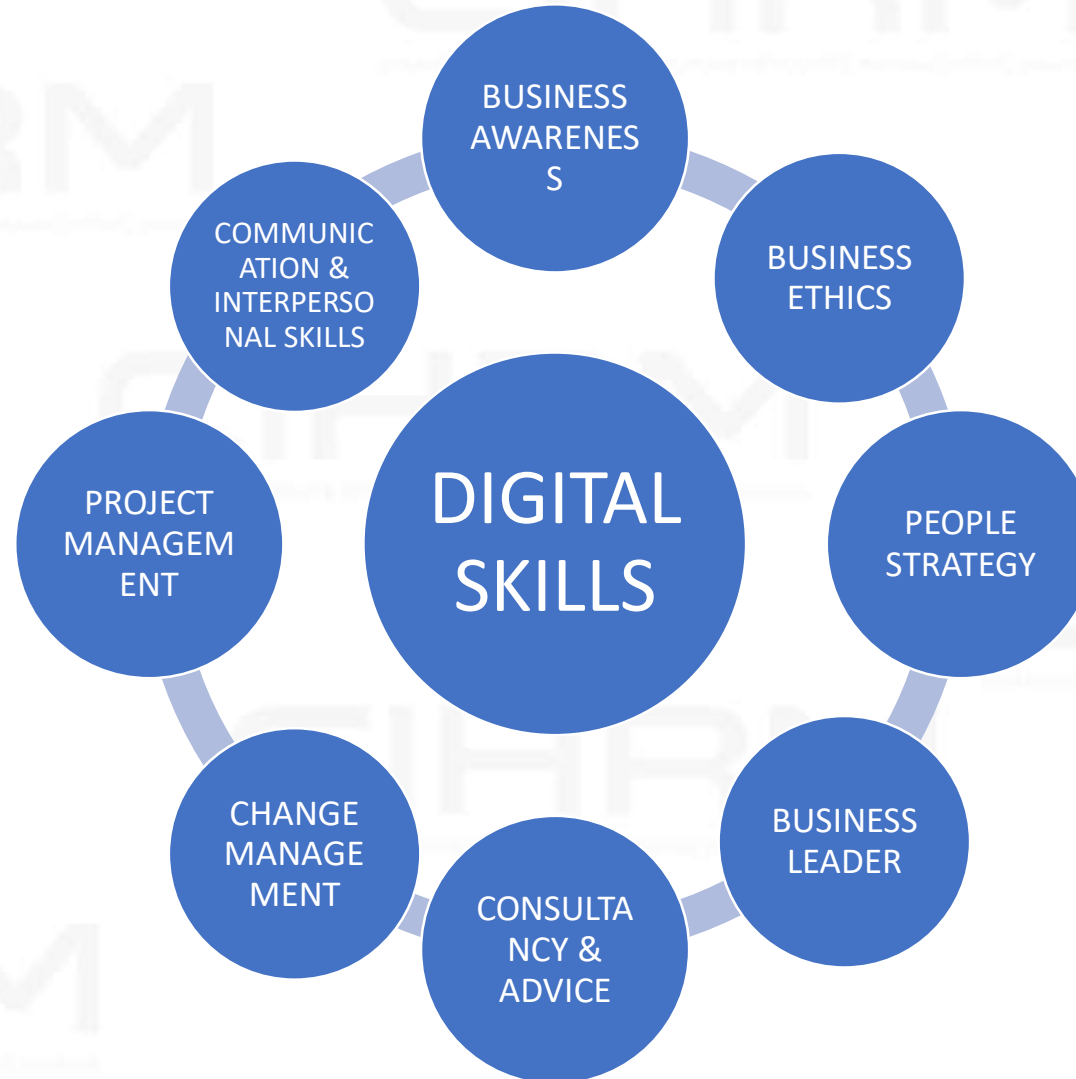 BUSINESS
AWARENES
S
BUSINESS
ETHICS
PEOPLE
STRATEGY
BUSINESS
LEADER
CONSULTA
NCY &
ADVICE
CHANGE
MANAGE
MENT
PROJECT
MANAGEM
ENT
COMMUNIC
ATION &
INTERPERSO
NAL SKILLS
DIGITAL
SKILLS